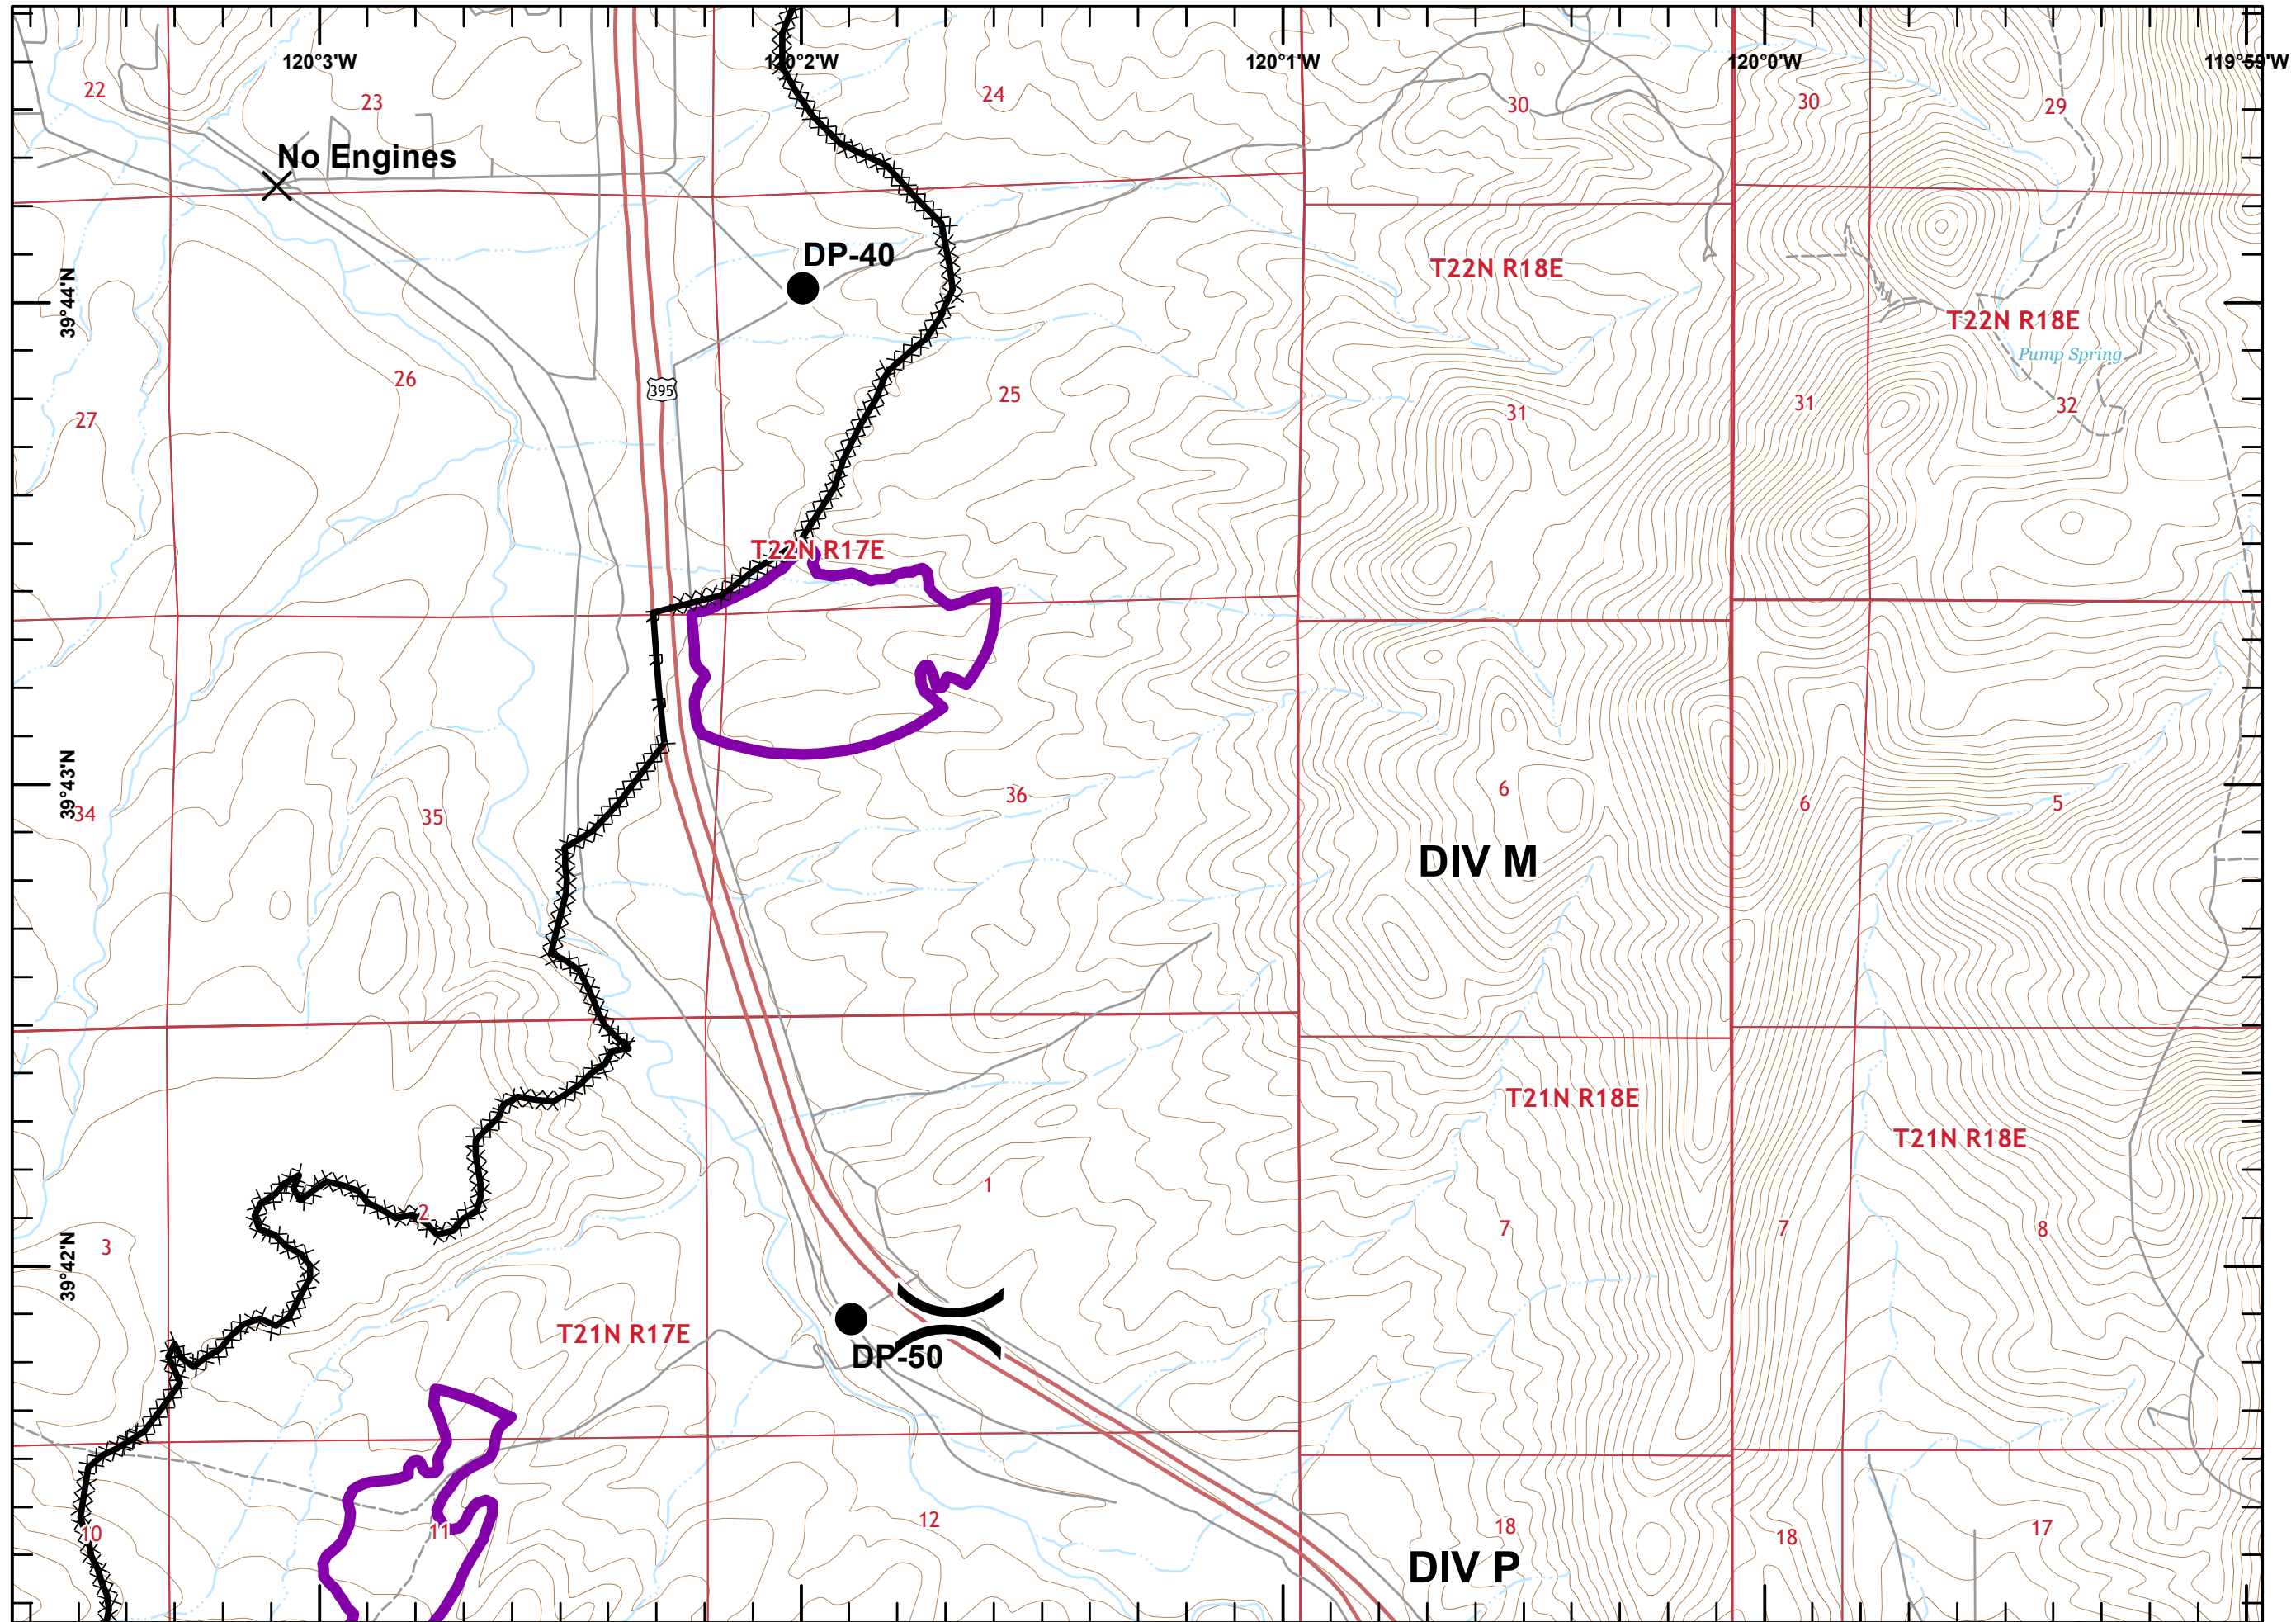 120°3'W
120°2'W
120°1'W
120°0'W
119°59'W
22
23
24
30
30
29
No Engines
DP-40
T22N R18E
39°44'N
T22N R18E
Pump Spring
26
395
25
27
31
31
32
T22N R17E
R
R
R
39°43'N
34
35
36
6
6
5
DIV M
T21N R18E
T21N R18E
1
2
3
7
7
8
39°42'N
T21N R17E
DP-50
10
11
12
18
18
17
DIV P